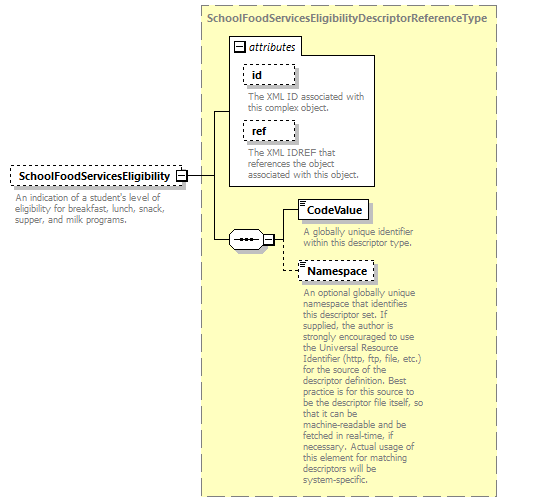 SchoolFoodServicesEligibilityDescriptorReferenceType
attributes
id
The XML ID associated with
this complex object.
ref
The XML IDREF that
references the object
associated with this object.
SchoolFoodServicesEligibility
An indication of a student's level of
eligibility for breakfast, lunch, snack,
supper, and milk programs.
CodeValue
A globally unique identifier
within this descriptor type.
Namespace
An optional globally unique
namespace that identifies
this descriptor set. If
supplied, the author is
strongly encouraged to use
the Universal Resource
Identifier (http, ftp, file, etc.)
for the source of the
descriptor definition. Best
practice is for this source to
be the descriptor file itself, so
that it can be
machine-readable and be
fetched in real-time, if
necessary. Actual usage of
this element for matching
descriptors will be
system-specific.